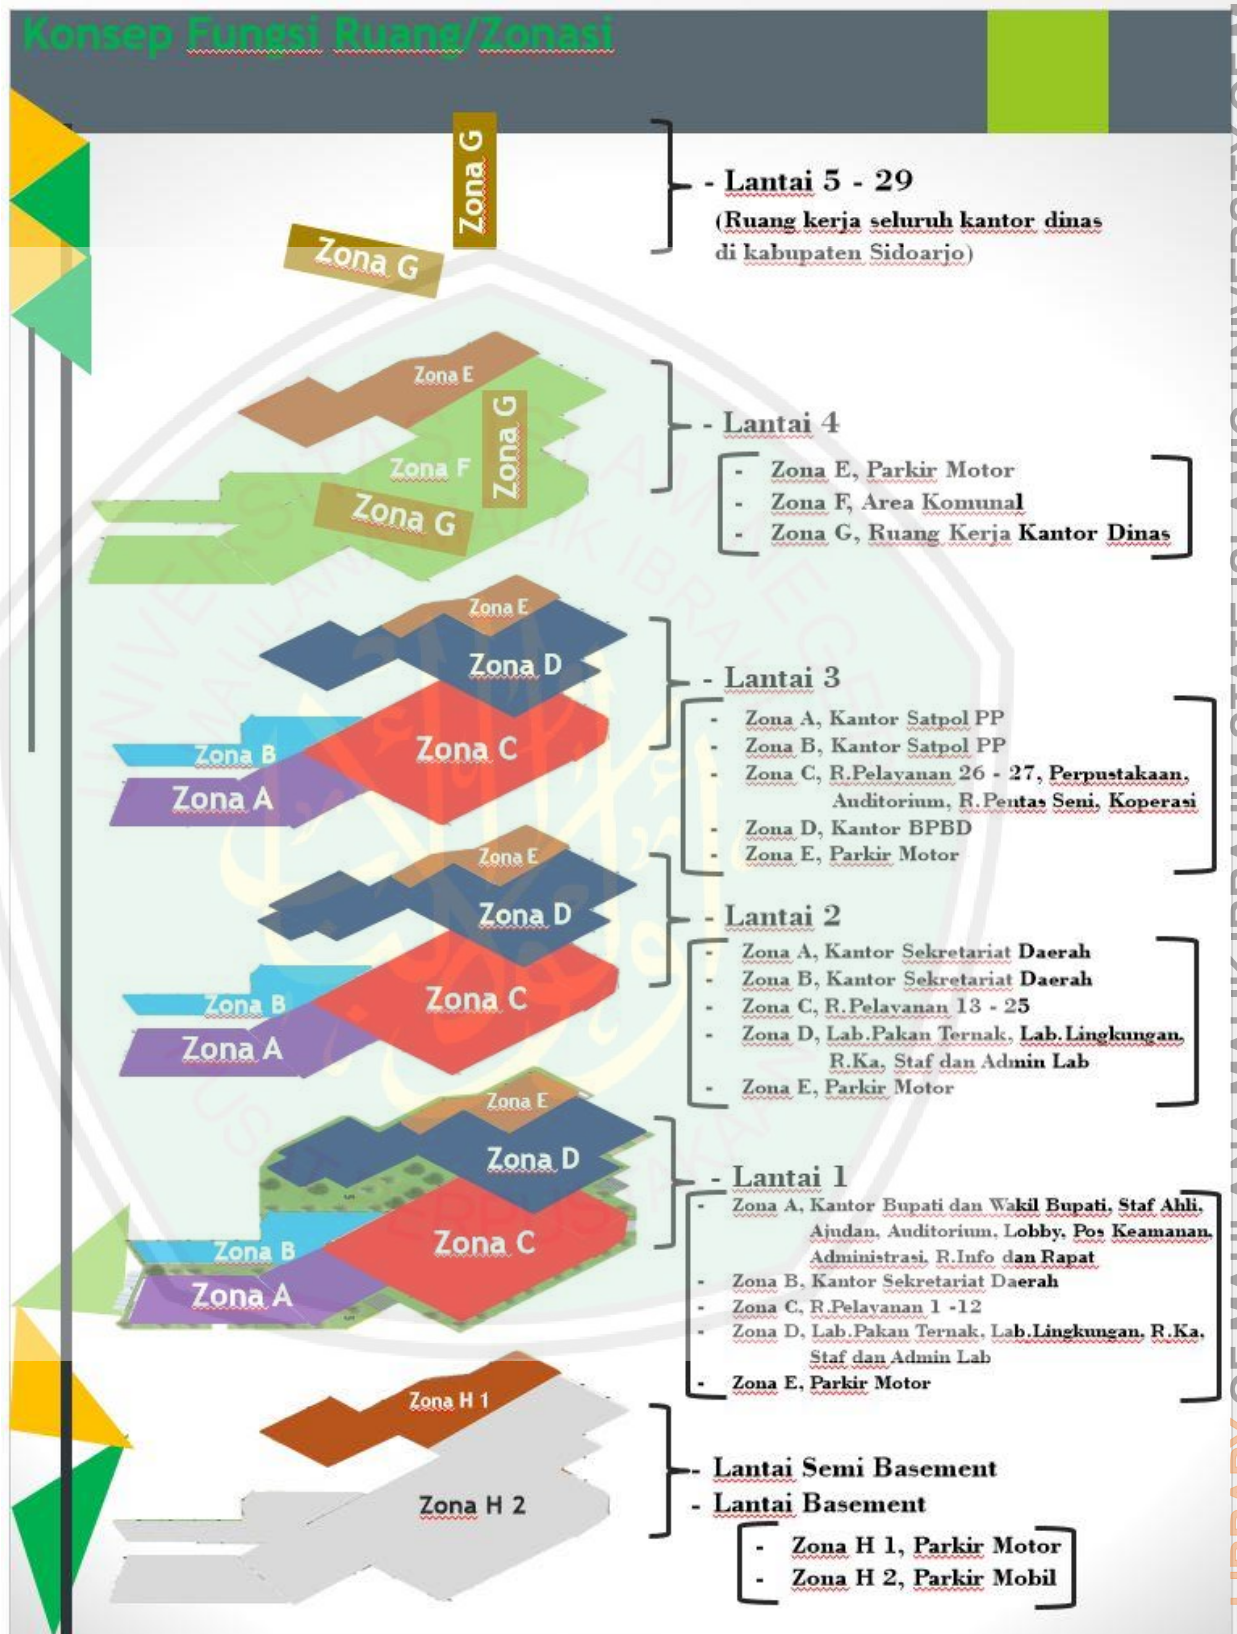 Konsep Fungsi Ruang/Zonasi
Zona G
Zona G
- Lantai 5 - 29
(Ruang kerja seluruh kantor dinas
di kabupaten Sidoarjo)
Zona E
Zona G
Zona F
Zona G
- Lantai 4
- Zona E, Parkir Motor
- Zona F, Area Komunal
- Zona G, Ruang Kerja Kantor Dinas
Zona E
Zona D
Zona C
Zona B
Zona A
- Lantai 3
- Zona A, Kantor Satpol PP
- Zona B, Kantor Satpol PP
- Zona C, R.Pelayanan 26 - 27, Perpustakaan,
Auditorium, R.Pentas Seni, Koperasi
- Zona D, Kantor BPBD
- Zona E, Parkir Motor
Zona E
Zona D
Zona C
Zona B
Zona A
- Lantai 2
- Zona A, Kantor Sekretariat Daerah
- Zona B, Kantor Sekretariat Daerah
- Zona C, R.Pelayanan 13 - 25
- Zona D, Lab.Pakan Ternak, Lab.Lingkungan,
R.Ka, Staf dan Admin Lab
- Zona E, Parkir Motor
Zona E
Zona D
Zona C
Zona B
Zona A
- Lantai 1
- Zona A, Kantor Bupati dan Wakil Bupati, Staf Ahli,
Ajudan, Auditorium, Lobby, Pos Keamanan,
Administrasi, R.Info dan Rapat
- Zona B, Kantor Sekretariat Daerah
- Zona C, R.Pelayanan 1 -12
- Zona D, Lab.Pakan Ternak, Lab.Lingkungan, R.Ka,
Staf dan Admin Lab
- Zona E, Parkir Motor
Zona H 1
Zona H 2
- Lantai Semi Basement
- Lantai Basement
- Zona H 1, Parkir Motor
- Zona H 2, Parkir Mobil